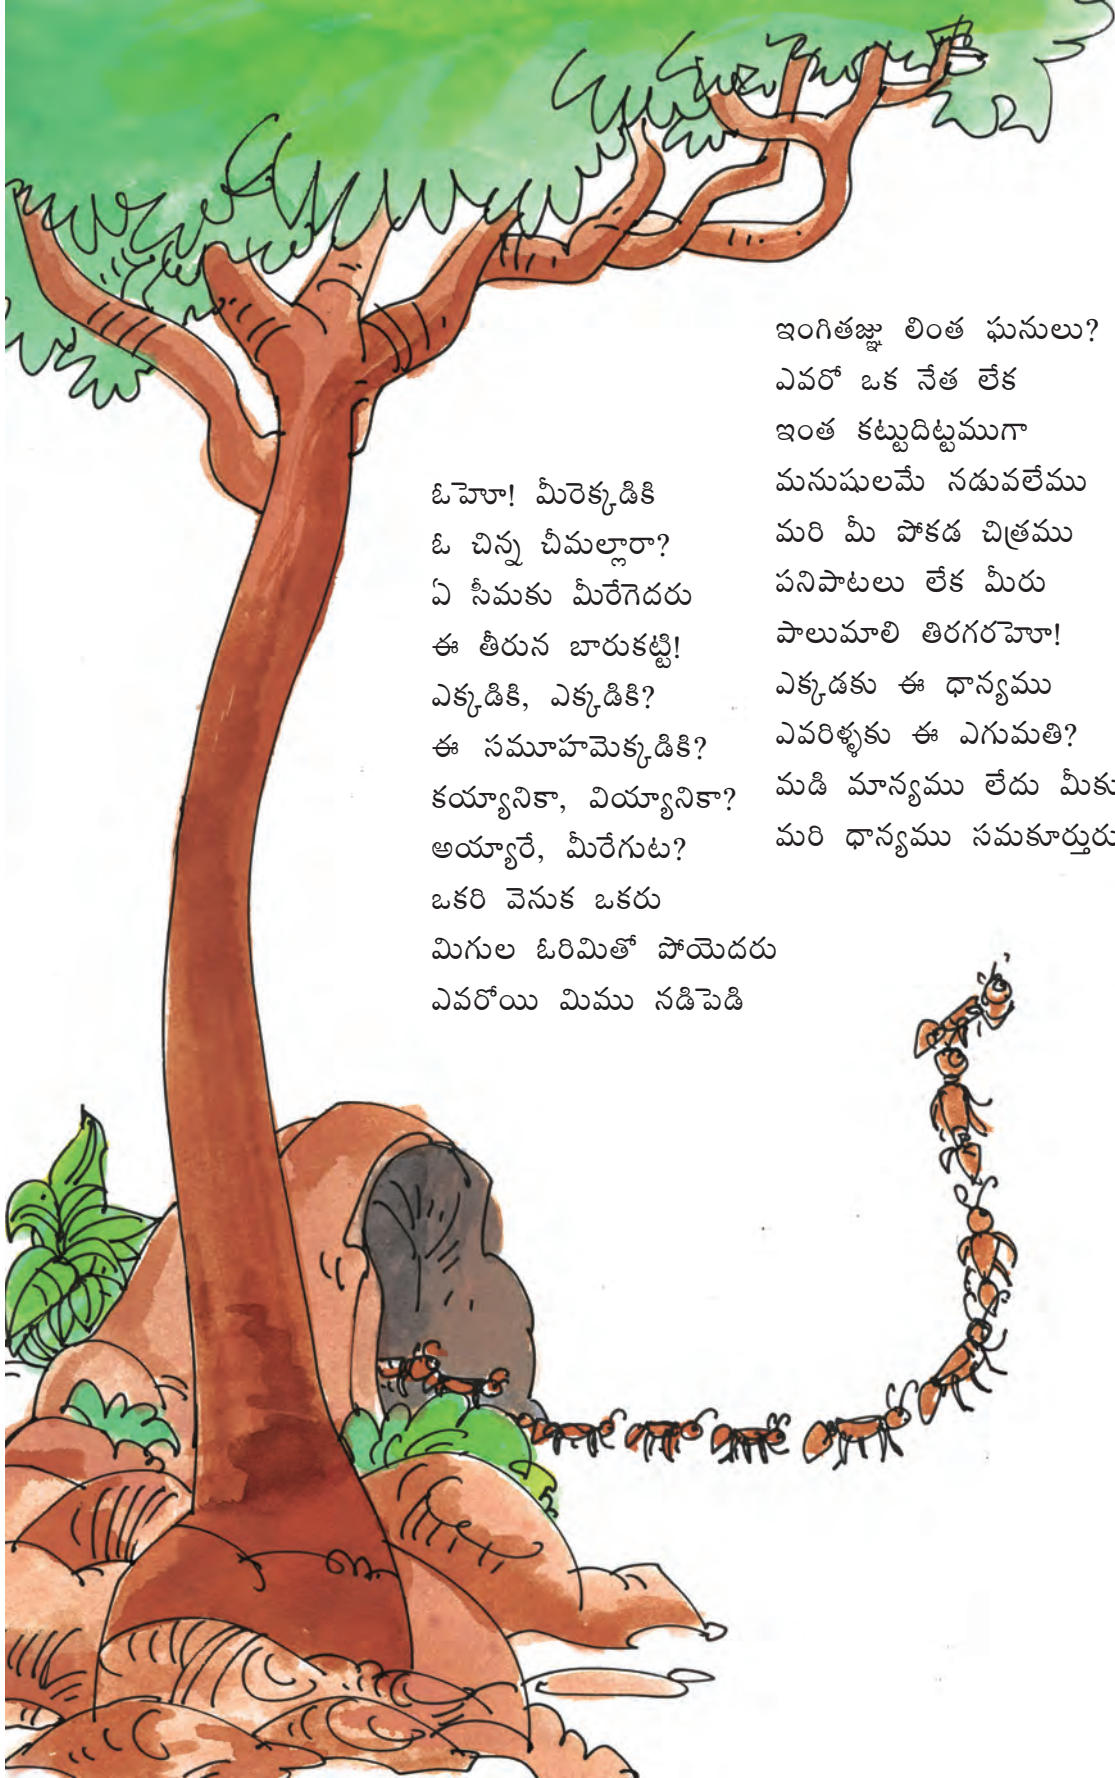 ఓహెూ! మీరెక్కడికి
ఓ చిన్న చీమల్లారా?
ఏ సీమకు మీరేగెదరు
ఈ తీరున బారుకట్టి!
ఎక్కడికి, ఎక్కడికి?
ఈ సమూహమెక్కడికి?
కయ్యానికా, వియ్యానికా?
అయ్యారే, మీరేగుట?
ఒకరి వెనుక ఒకరు
మిగుల ఓరిమితో పోయెదరు
ఎవరోయి మిము నడిపెడి
ఇంగితజ్ఞు లింత ఘనులు?
ఎవరో ఒక నేత లేక
ఇంత కట్టుదిట్టముగా
మనుషులమే నడువలేము
మరి మీ పోకడ చిత్రము
పనిపాటలు లేక మీరు
పాలుమాలి తిరగరహెూ!
ఎక్కడకు ఈ ధాన్యము
ఎవరిళ్ళకు ఈ ఎగుమతి?
మడి మాన్యము లేదు మీకు
మరి ధాన్యము సమకూర్తురు